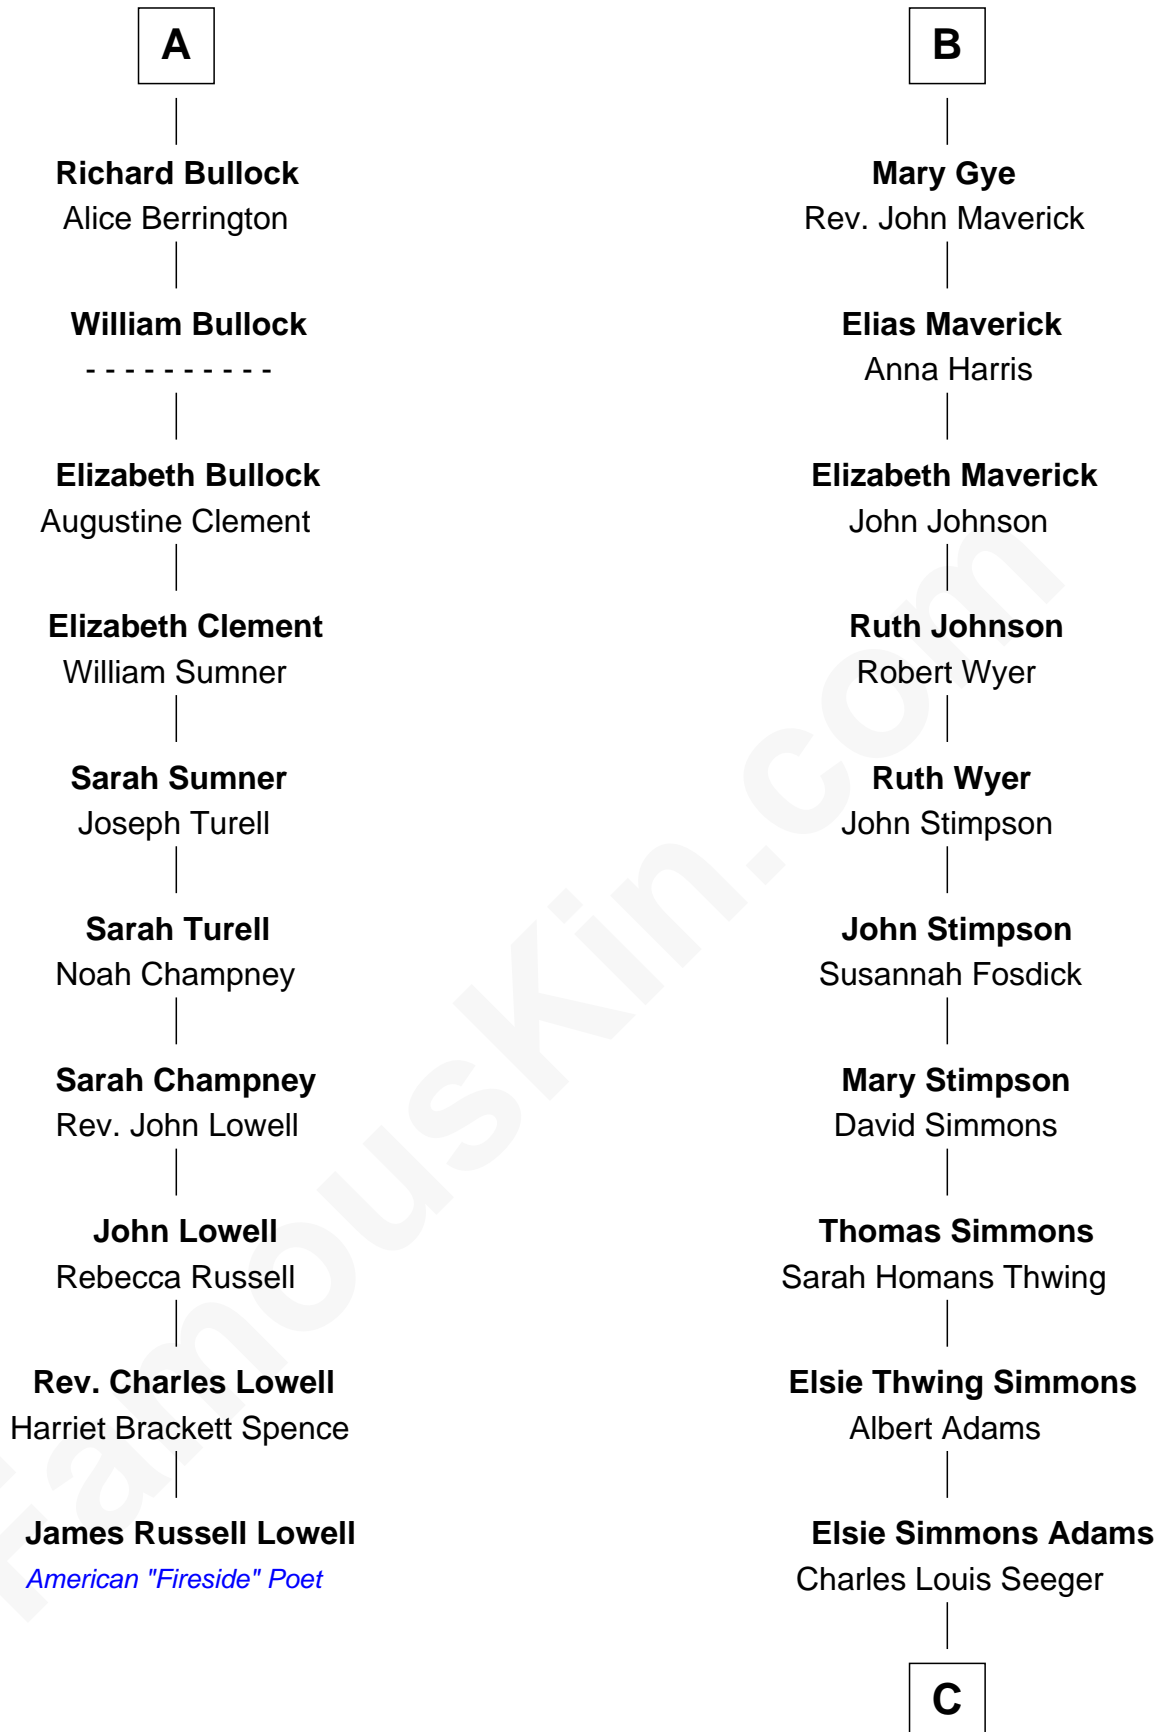 A
Richard Bullock
Alice Berrington
William Bullock
- - - - - - - - - -
Elizabeth Bullock
Augustine Clement
Elizabeth Clement
William Sumner
Sarah Sumner
Joseph Turell
Sarah Turell
Noah Champney
Sarah Champney
Rev. John Lowell
John Lowell
Rebecca Russell
Rev. Charles Lowell
Harriet Brackett Spence
James Russell Lowell
American "Fireside" Poet
B
Mary Gye
Rev. John Maverick
Elias Maverick
Anna Harris
Elizabeth Maverick
John Johnson
Ruth Johnson
Robert Wyer
Ruth Wyer
John Stimpson
John Stimpson
Susannah Fosdick
Mary Stimpson
David Simmons
Thomas Simmons
Sarah Homans Thwing
Elsie Thwing Simmons
Albert Adams
Elsie Simmons Adams
Charles Louis Seeger
C
FamousKin.com